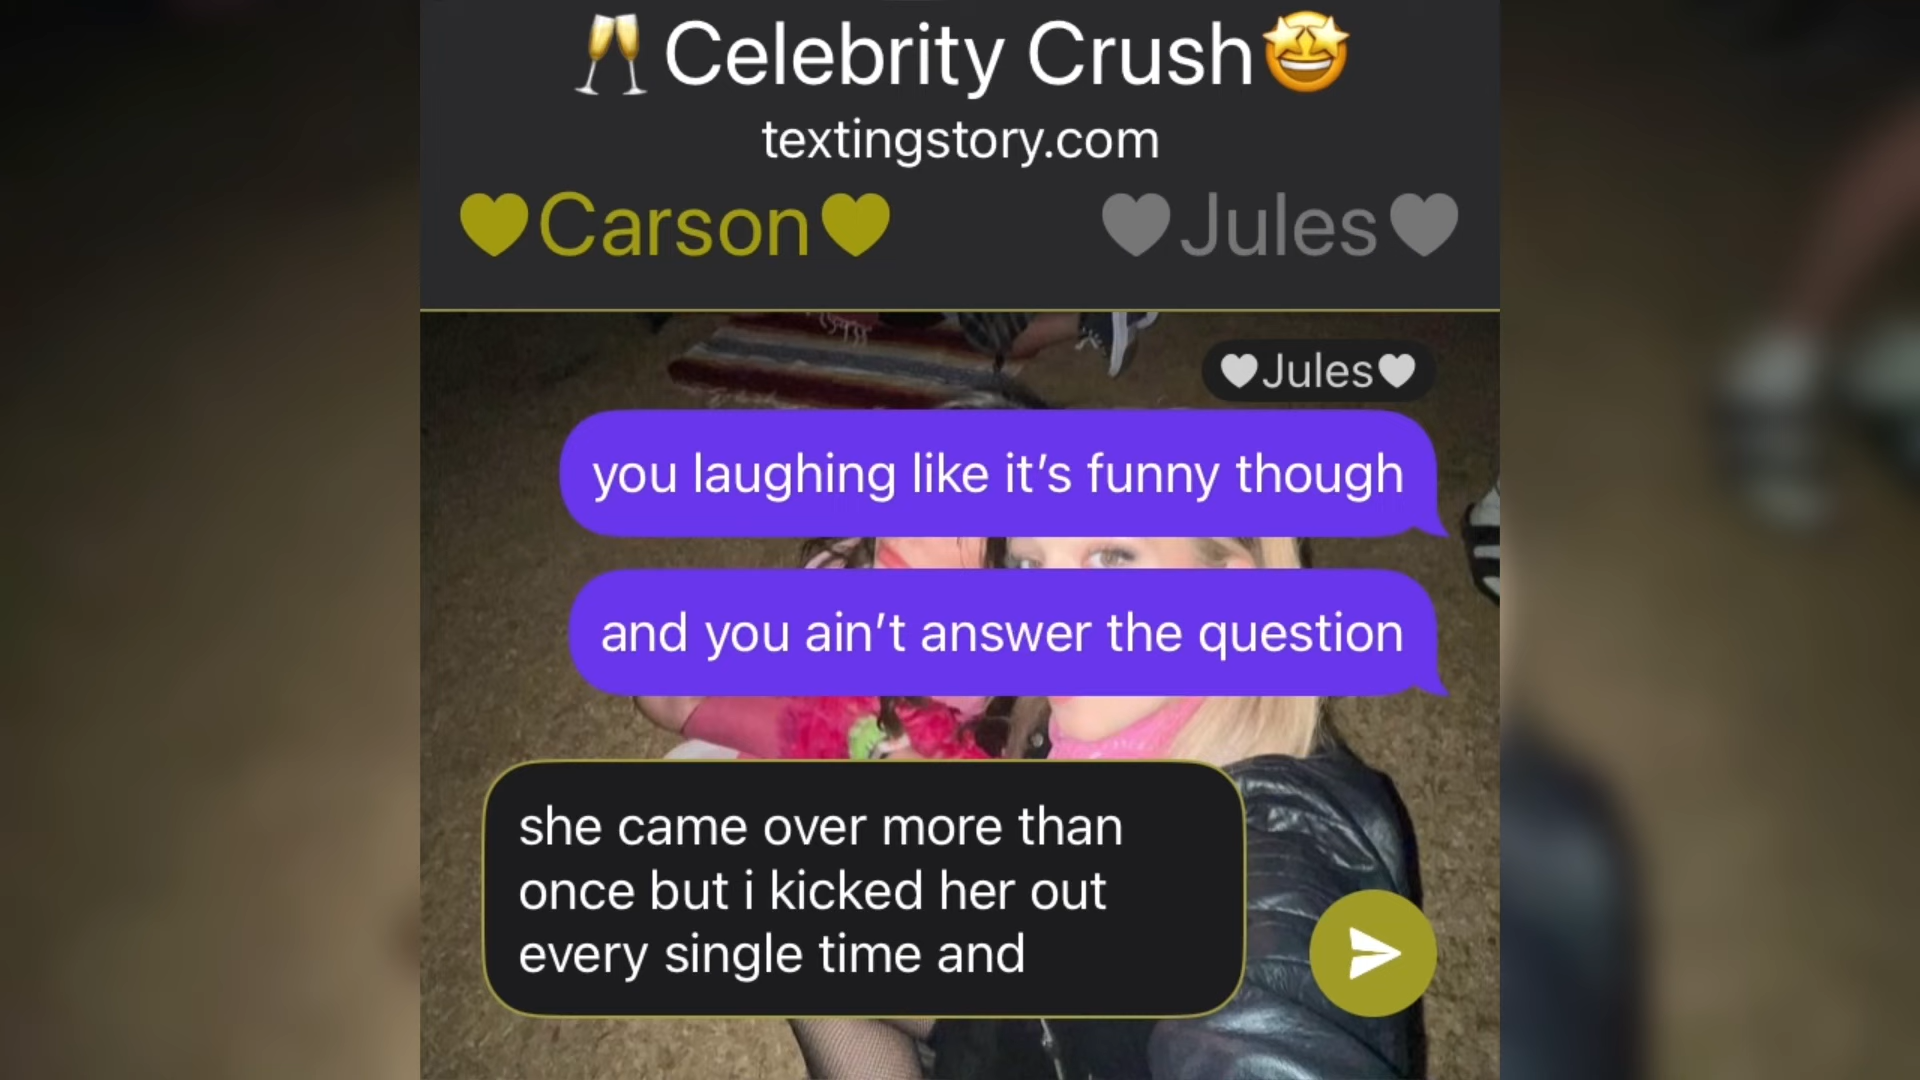 🥂Celebrity Crush🤩
textingstory.com
♥Carson♥ ♥Jules♥
♥Jules♥
you laughing like it’s funny though
and you ain’t answer the question
she came over more than
once but i kicked her out
every single time and